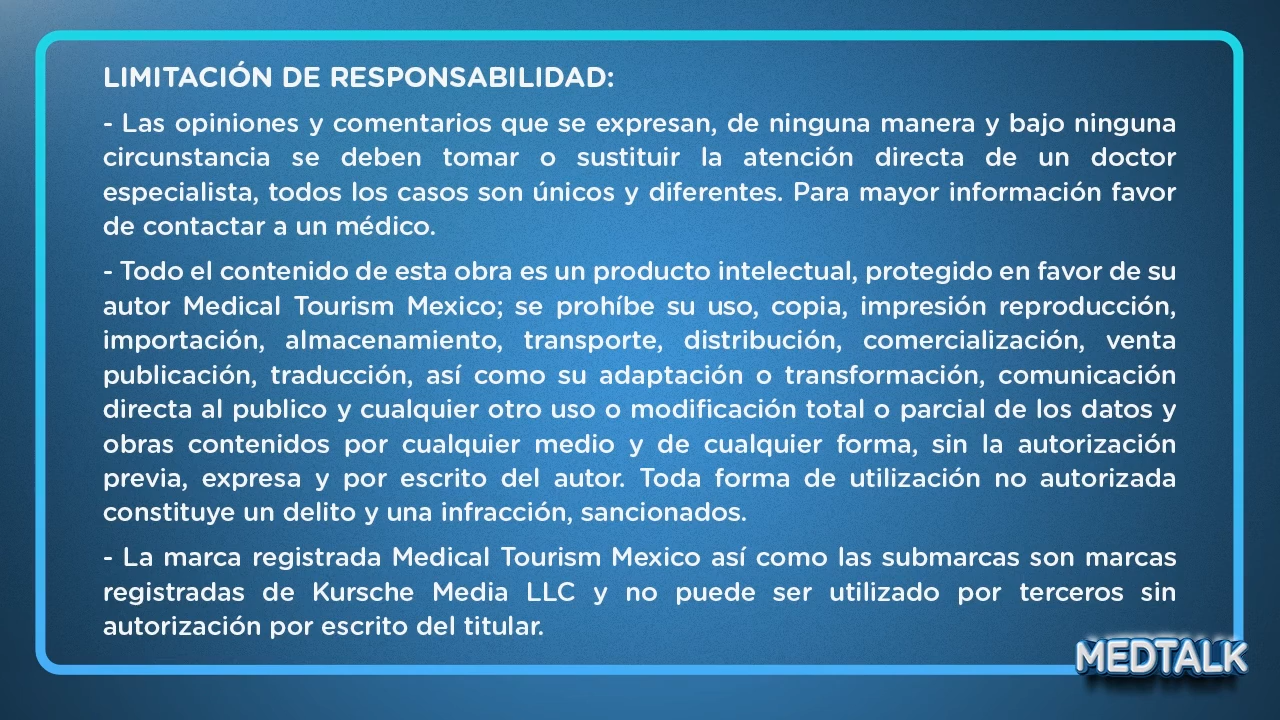 LIMITACIÓN DE RESPONSABILIDAD:
- Las opiniones y comentarios que se expresan, de ninguna manera y bajo ninguna
circunstancia se deben tomar o sustituir la atención directa de un doctor
especialista, todos los casos son únicos y diferentes. Para mayor información favor
de contactar a un médico.
- Todo el contenido de esta obra es un producto intelectual, protegido en favor de su
autor Medical Tourism Mexico; se prohíbe su uso, copia, impresión reproducción,
importación, almacenamiento, transporte, distribución, comercialización, venta
publicación, traducción, así como su adaptación o transformación, comunicación
directa al publico y cualquier otro uso o modificación total o parcial de los datos y
obras contenidos por cualquier medio y de cualquier forma, sin la autorización
previa, expresa y por escrito del autor. Toda forma de utilización no autorizada
constituye un delito y una infracción, sancionados.
- La marca registrada Medical Tourism Mexico así como las submarcas son marcas
registradas de Kursche Media LLC y no puede ser utilizado por terceros sin
autorización por escrito del titular.
MEDTALK